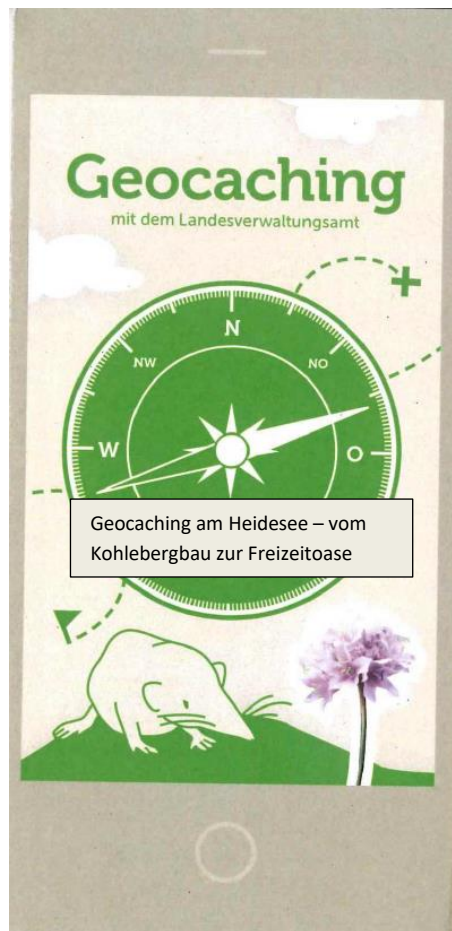 Geocaching
mit dem Landesverwaltungsamt
N
NW
NO
W
O
Geocaching am Heidesee – vom
Kohlebergbau zur Freizeitoase